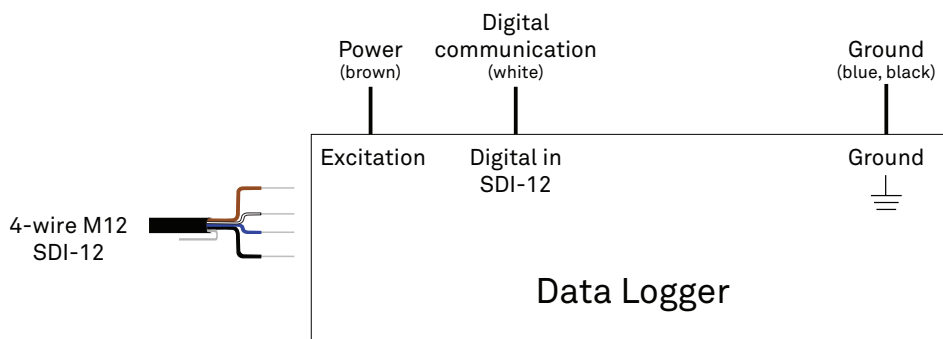 Power
(brown)
Digital
communication
(white)
Ground
(blue, black)
Excitation
Digital in
SDI-12
Ground
4-wire M12
SDI-12
Data Logger